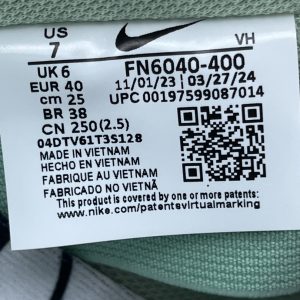 US
7
VH
UK 6
EUR 40
cm 25
BR 38
CN 250(2.5)
FN6040-400
11/01/23 03/27/24
UPC 00197599087014
04DTV61T3S128
MADE IN VIETNAM
HECHO EN VIETNAM
FABRIQUE AU VIETNAM
FABRICADO NO VIETNÃ
This product is covered by one or more patents:
www.nike.com/patentsvirtualmarking